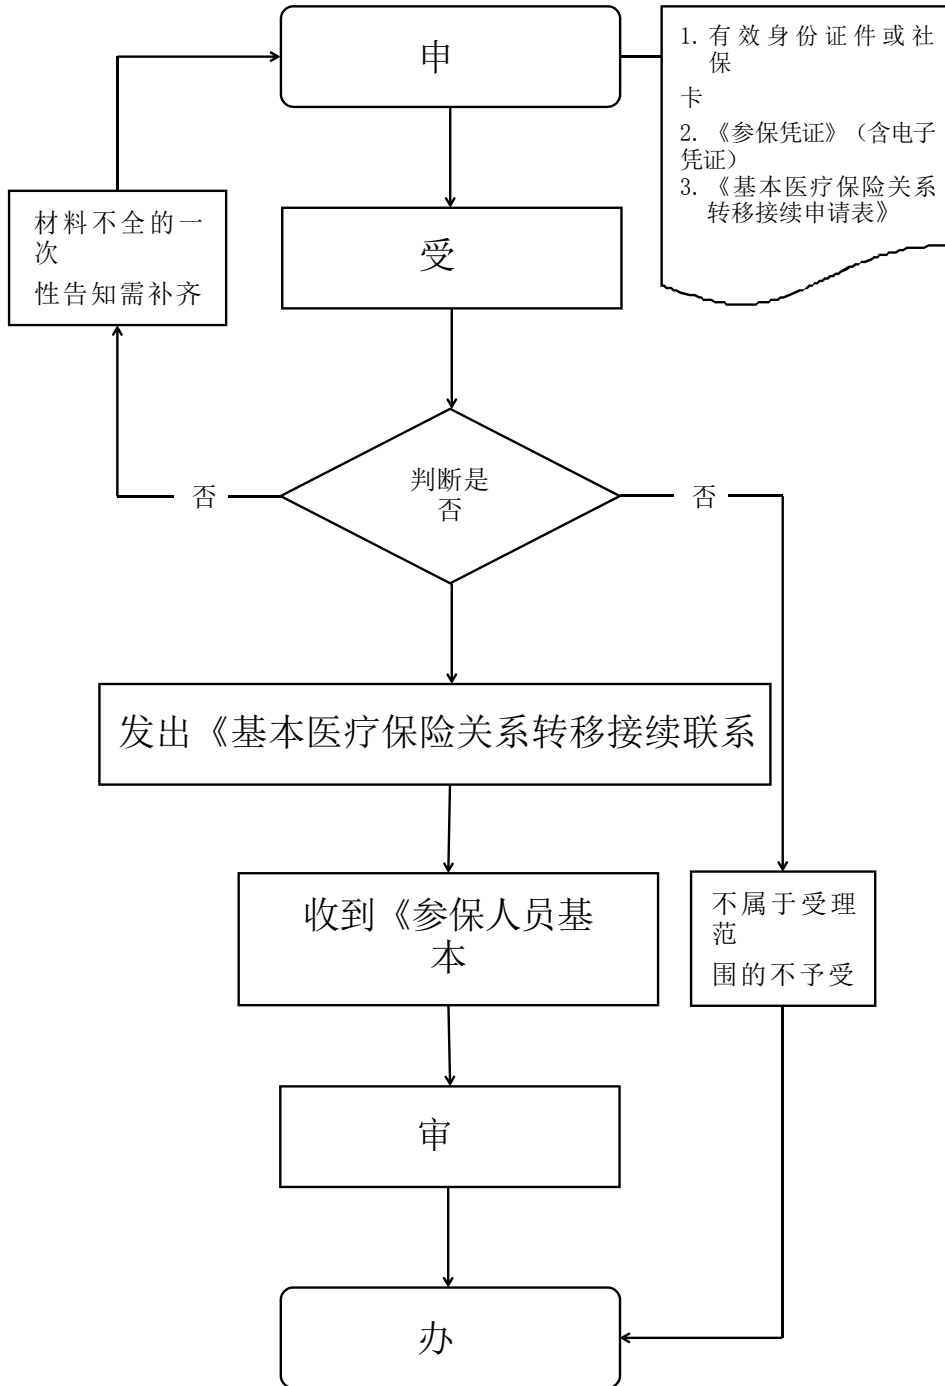 申
1. 有效身份证件或社
保
卡
2. 《参保凭证》（含电子
凭证）
3. 《基本医疗保险关系
转移接续申请表》
材料不全的一
次
性告知需补齐
受
否
判断是
否
否
发出《基本医疗保险关系转移接续联系
收到《参保人员基
本
不属于受理
范
围的不予受
审
办